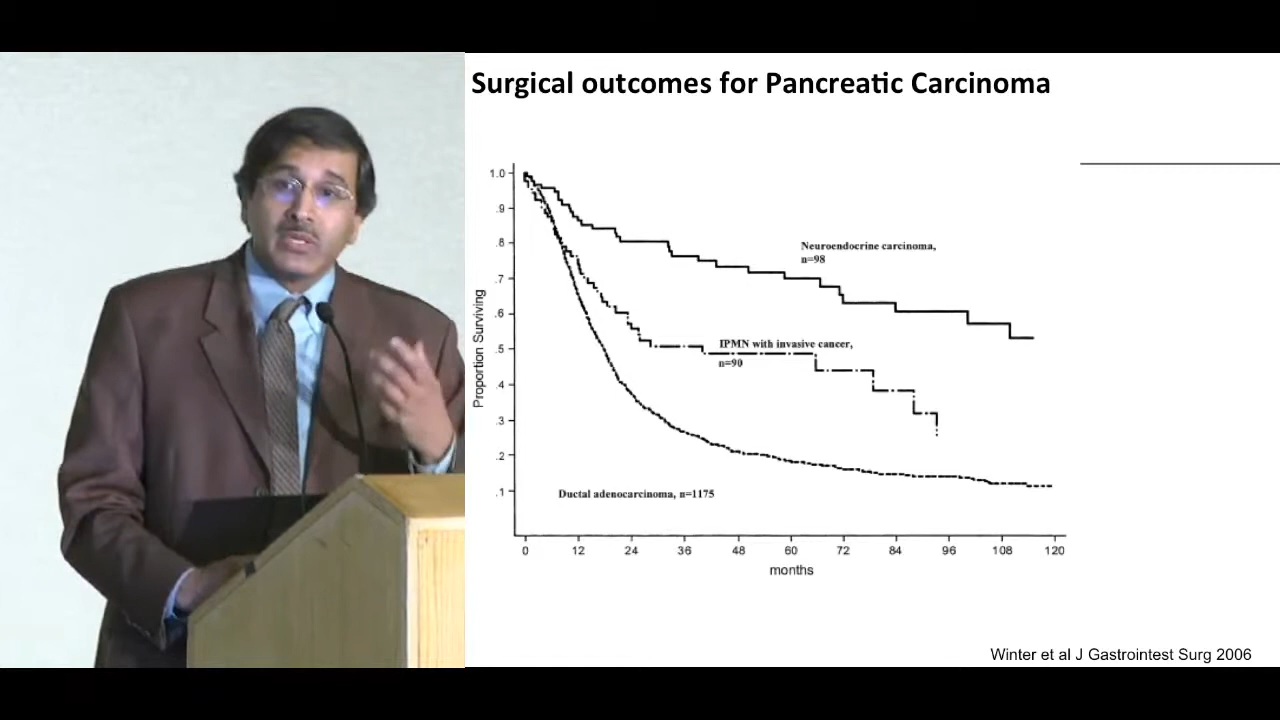 Surgical outcomes for Pancreatic Carcinoma
1.0
.9
.8
.7
.6
.5
.4
.3
.2
.1
Proportion Surviving
Neuroendocrine carcinoma,
n=98
IPMN with invasive cancer,
n=90
Ductal adenocarcinoma, n=1175
0 12 24 36 48 60 72 84 96 108 120
months
Winter et al J Gastrointest Surg 2006